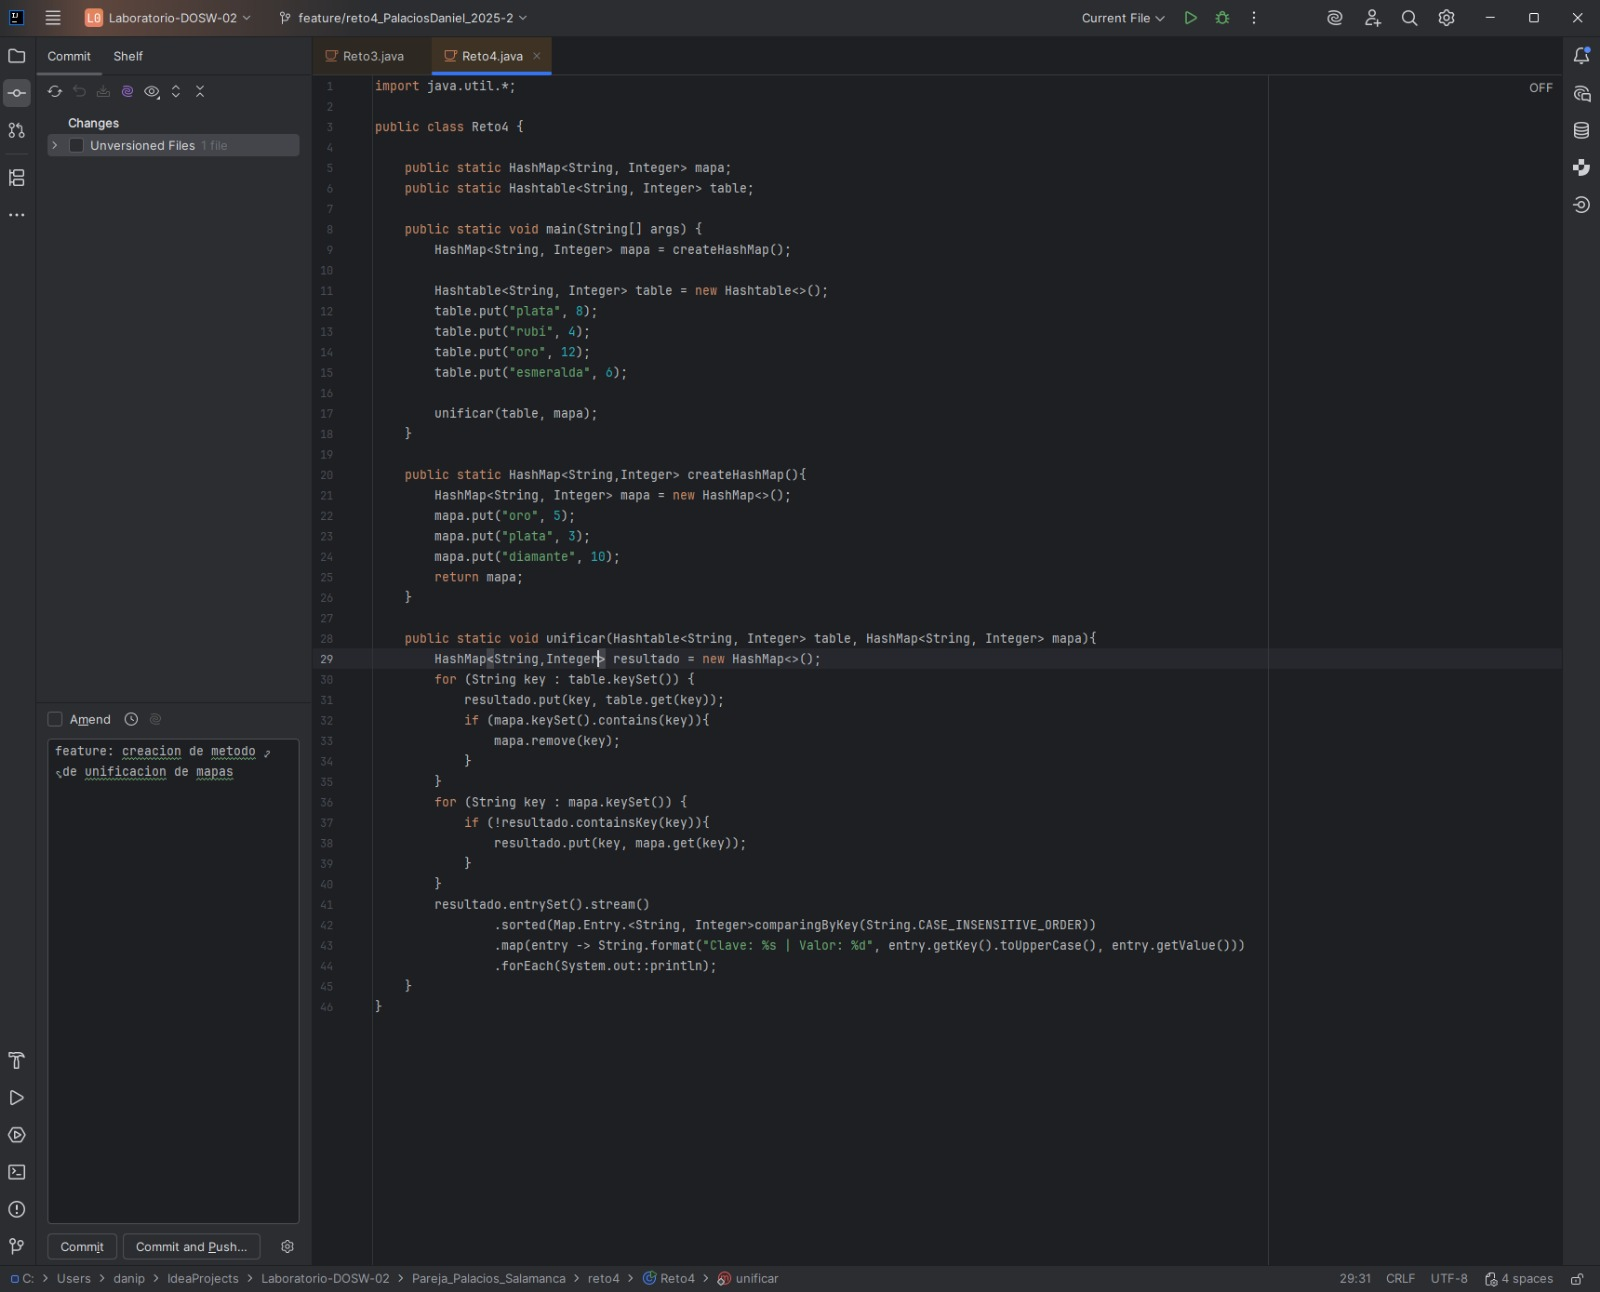 L0 Laboratorio-DOSW-02 feature/reto4_PalaciosDaniel_2025-2 Current File
Commit Shelf
Reto3.java Reto4.java
Changes
Unversioned Files 1 file
OFF
1 import java.util.*;
2
3 public class Reto4 {
4
5 public static HashMap<String, Integer> mapa;
6 public static Hashtable<String, Integer> table;
7
8 public static void main(String[] args) {
9 HashMap<String, Integer> mapa = createHashMap();
10
11 Hashtable<String, Integer> table = new Hashtable<>();
12 table.put("plata", 8);
13 table.put("rubi", 4);
14 table.put("oro", 12);
15 table.put("esmeralda", 6);
16
17 unificar(table, mapa);
18 }
19
20 public static HashMap<String,Integer> createHashMap(){
21 HashMap<String, Integer> mapa = new HashMap<>();
22 mapa.put("oro", 5);
23 mapa.put("plata", 3);
24 mapa.put("diamante", 10);
25 return mapa;
26 }
27
28 public static void unificar(Hashtable<String, Integer> table, HashMap<String, Integer> mapa){
29 HashMap<String,Integer> resultado = new HashMap<>();
30 for (String key : table.keySet()) {
31 resultado.put(key, table.get(key));
32 if (mapa.keySet().contains(key)){
33 mapa.remove(key);
34 }
35 }
36 for (String key : mapa.keySet()) {
37 if (!resultado.containsKey(key)){
38 resultado.put(key, mapa.get(key));
39 }
40 }
41 resultado.entrySet().stream()
42 .sorted(Map.Entry.<String, Integer>comparingByKey(String.CASE_INSENSITIVE_ORDER))
43 .map(entry -> String.format("Clave: %s | Valor: %d", entry.getKey().toUpperCase(), entry.getValue()))
44 .forEach(System.out::println);
45 }
46 }
Amend
feature: creacion de metodo
de unificacion de mapas
Commit Commit and Push...
C: > Users > danip > IdeaProjects > Laboratorio-DOSW-02 > Pareja_Palacios_Salamanca > reto4 > Reto4 > unificar
29:31 CRLF UTF-8 4 spaces